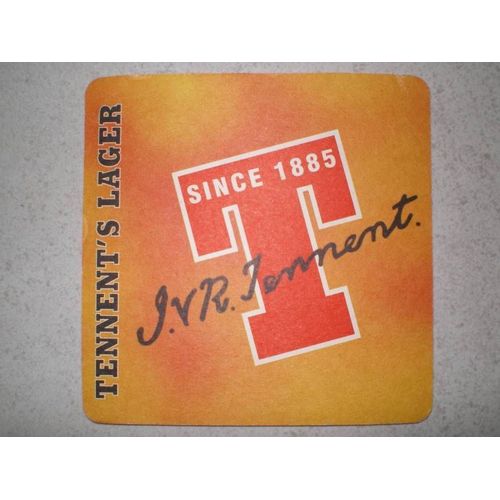 TENNENT'S LAGER
SINCE 1885
T
J.V.R. Tennent.